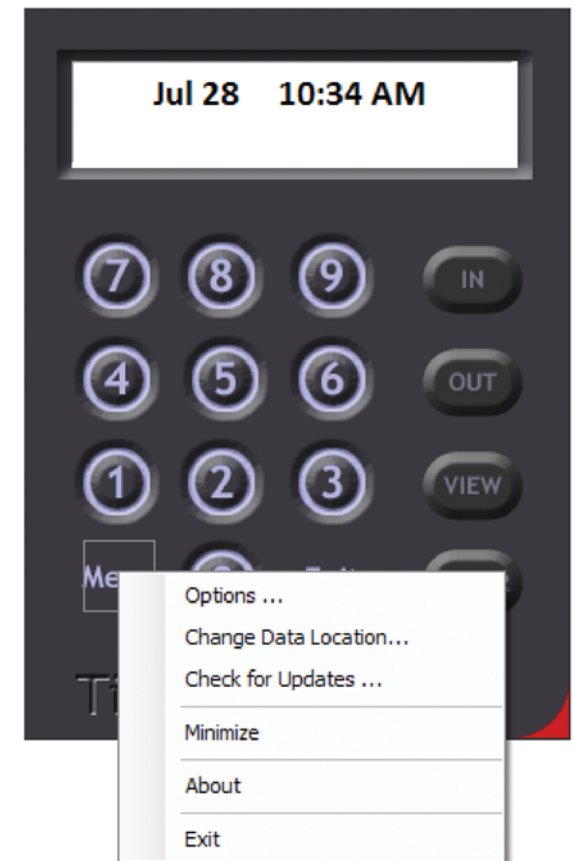 Jul 28 10:34 AM
7 8 9 IN
4 5 6 OUT
1 2 3 VIEW
Options ...
Change Data Location...
Check for Updates ...
Minimize
About
Exit